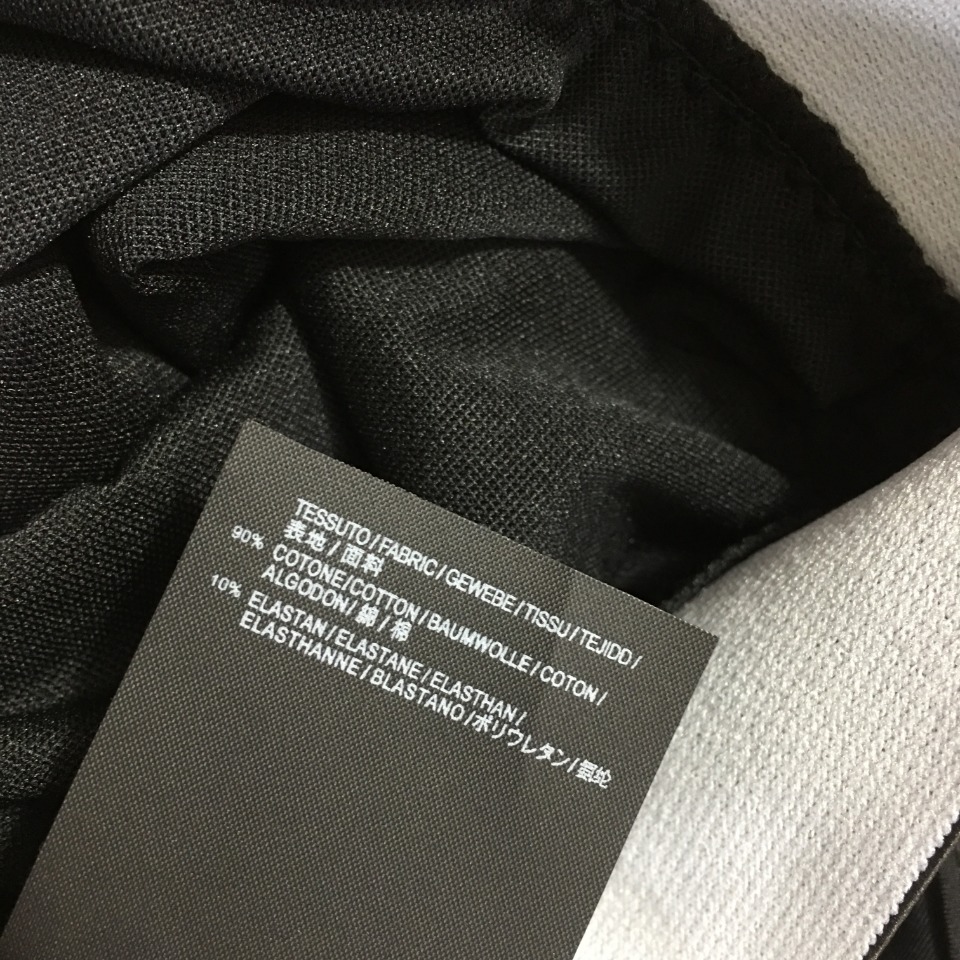 TESSUTO/FABRIC/GEWEBE/TISSU/TEJIDD/
表地/面料
90% COTONE/COTTON/BAUMWOLLE/COTON/
ALGODON/綿/棉
10% ELASTAN/ELASTANE/ELASTHAN/
ELASTHANNE/BLASTANO/ポリウレタン/氨纶